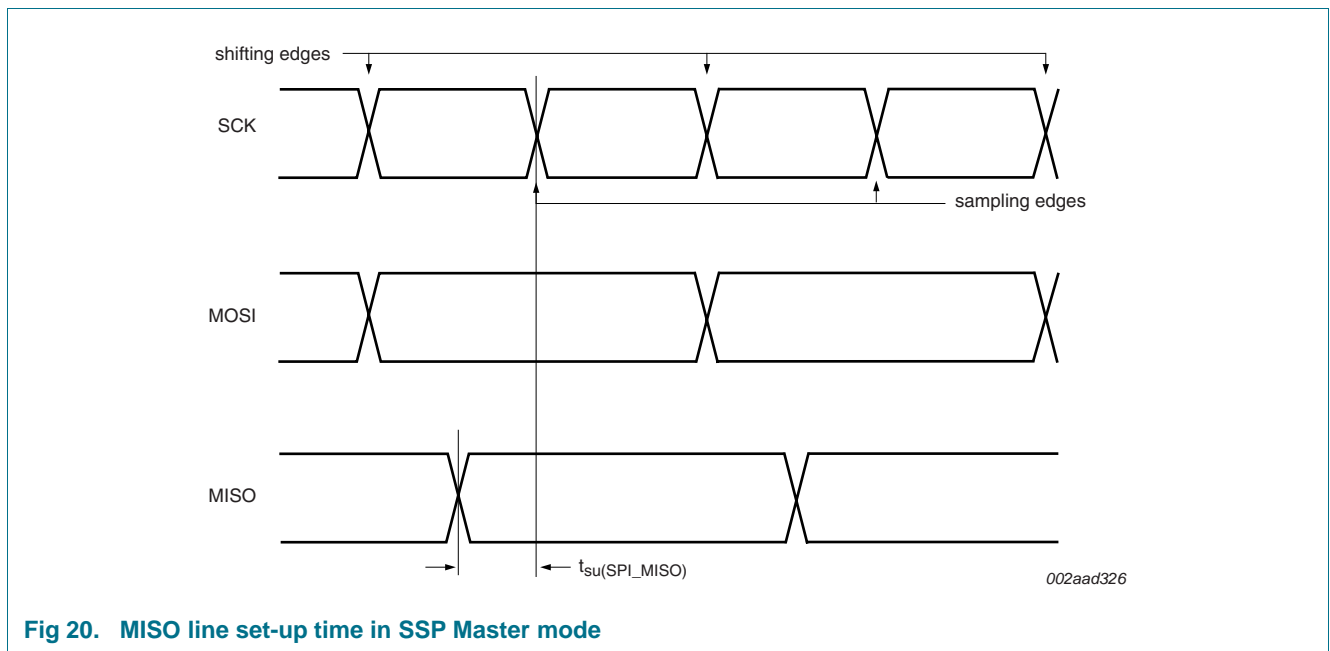 shifting edges
SCK
sampling edges
MOSI
MISO
tsu(SPI_MISO)
002aad326
Fig 20. MISO line set-up time in SSP Master mode